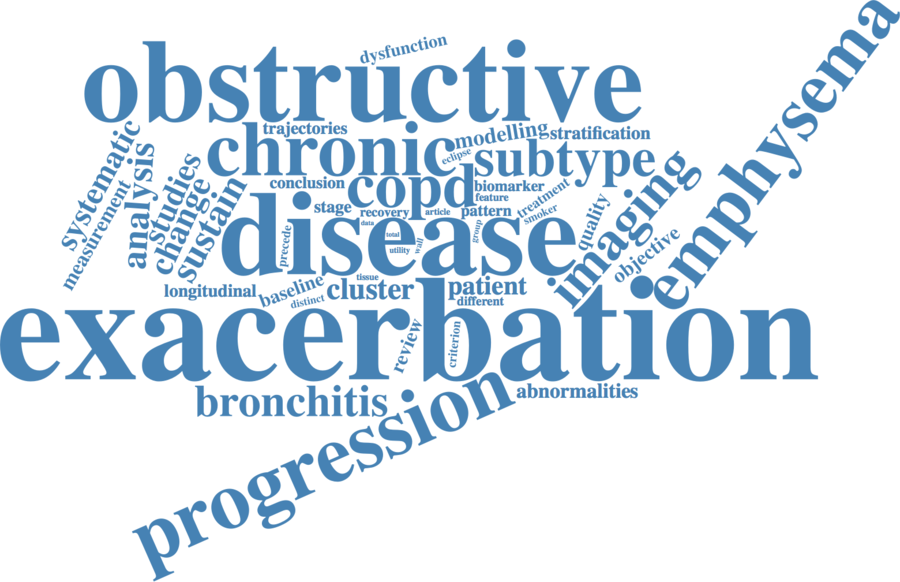 dysfunction
obstructive
emphysema
trajectories
modelling
stratification
chronic
eclipse
subtype
systematic
analysis
studies
change
sustain
measurement
conclusion
copd
biomarker
feature
treatment
smoker
imaging
quality
objective
stage
recovery
article
pattern
data
disease
total
utility
wall
group
precede
tissue
longitudinal
baseline
distinct
cluster
patient
different
exacerbation
review
criterion
bronchitis
abnormalities
progression